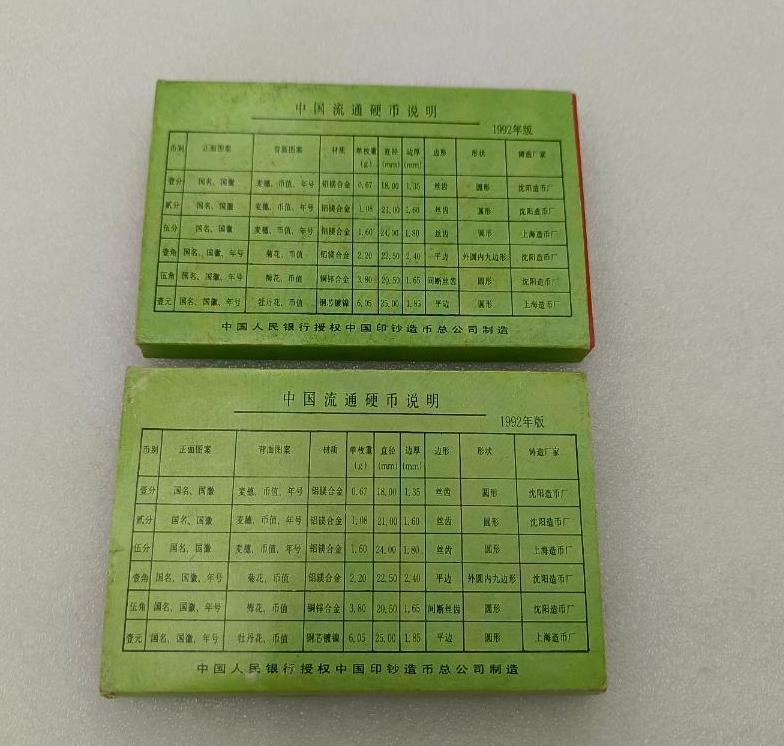 中国流通硬币说明
1992年版
币别 正面图案 背面图案 材质 单枚重(g) 直径(mm) 边厚(mm) 边形 形状 铸造厂家
壹分 国名、国徽 麦穗、币值、年号 铝镁合金 0.67 18.00 1.35 丝齿 圆形 沈阳造币厂
贰分 国名、国徽 麦穗、币值、年号 铝镁合金 1.08 21.00 1.60 丝齿 圆形 沈阳造币厂
伍分 国名、国徽 麦穗、币值、年号 铝镁合金 1.60 24.00 1.80 丝齿 圆形 上海造币厂
壹角 国名、国徽、年号 菊花、币值 铝镁合金 2.20 22.50 2.40 平边 外圆内九边形 沈阳造币厂
伍角 国名、国徽、年号 梅花、币值 铜锌合金 3.80 20.50 1.65 间断丝齿 圆形 沈阳造币厂
壹元 国名、国徽、年号 牡丹花、币值 钢芯镀镍 6.05 25.00 1.85 平边 圆形 上海造币厂
中国人民银行授权中国印钞造币总公司制造
中国流通硬币说明
1992年版
币别 正面图案 背面图案 材质 单枚重(g) 直径(mm) 边厚(mm) 边形 形状 铸造厂家
壹分 国名、国徽 麦穗、币值、年号 铝镁合金 0.67 18.00 1.35 丝齿 圆形 沈阳造币厂
贰分 国名、国徽 麦穗、币值、年号 铝镁合金 1.08 21.00 1.60 丝齿 圆形 沈阳造币厂
伍分 国名、国徽 麦穗、币值、年号 铝镁合金 1.60 24.00 1.80 丝齿 圆形 上海造币厂
壹角 国名、国徽、年号 菊花、币值 铝镁合金 2.20 22.50 2.40 平边 外圆内九边形 沈阳造币厂
伍角 国名、国徽、年号 梅花、币值 铜锌合金 3.80 20.50 1.65 间断丝齿 圆形 沈阳造币厂
壹元 国名、国徽、年号 牡丹花、币值 钢芯镀镍 6.05 25.00 1.85 平边 圆形 上海造币厂
中国人民银行授权中国印钞造币总公司制造